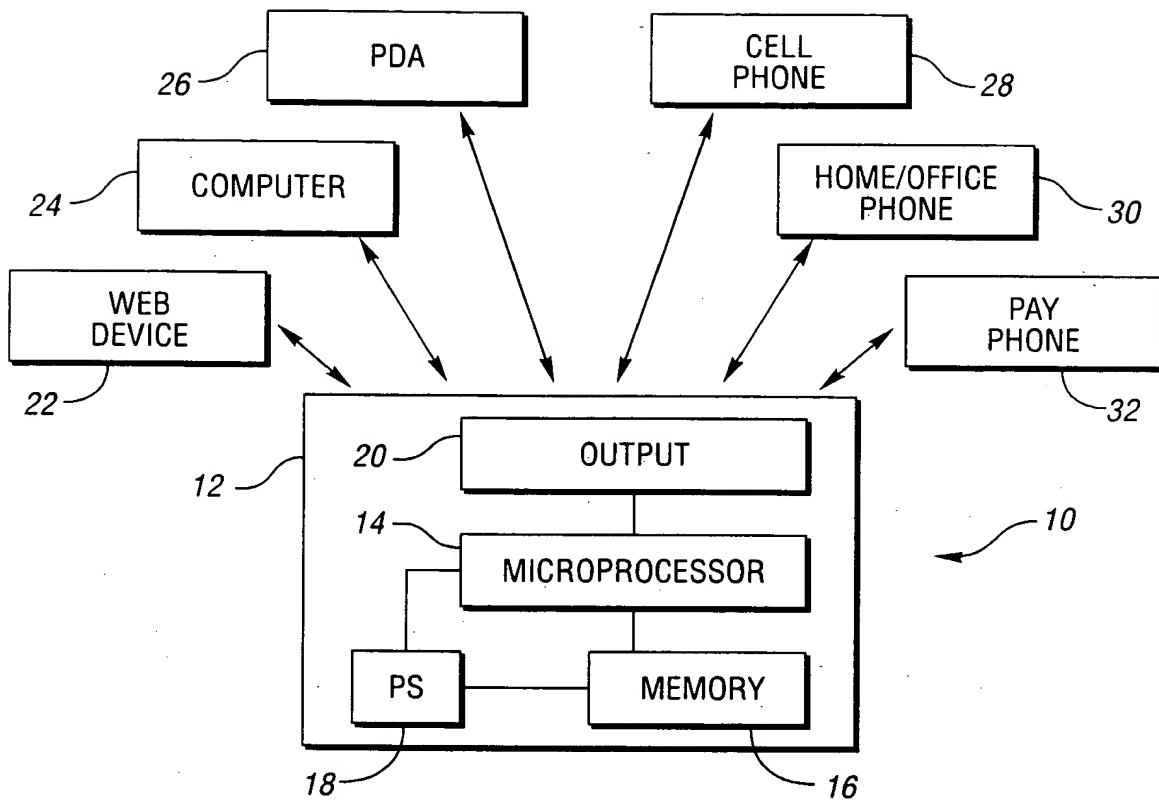 PDA
26
CELL
PHONE
28
COMPUTER
24
HOME/OFFICE
PHONE
30
WEB
DEVICE
22
PAY
PHONE
32
12
20
OUTPUT
14
MICROPROCESSOR
10
PS
MEMORY
18
16